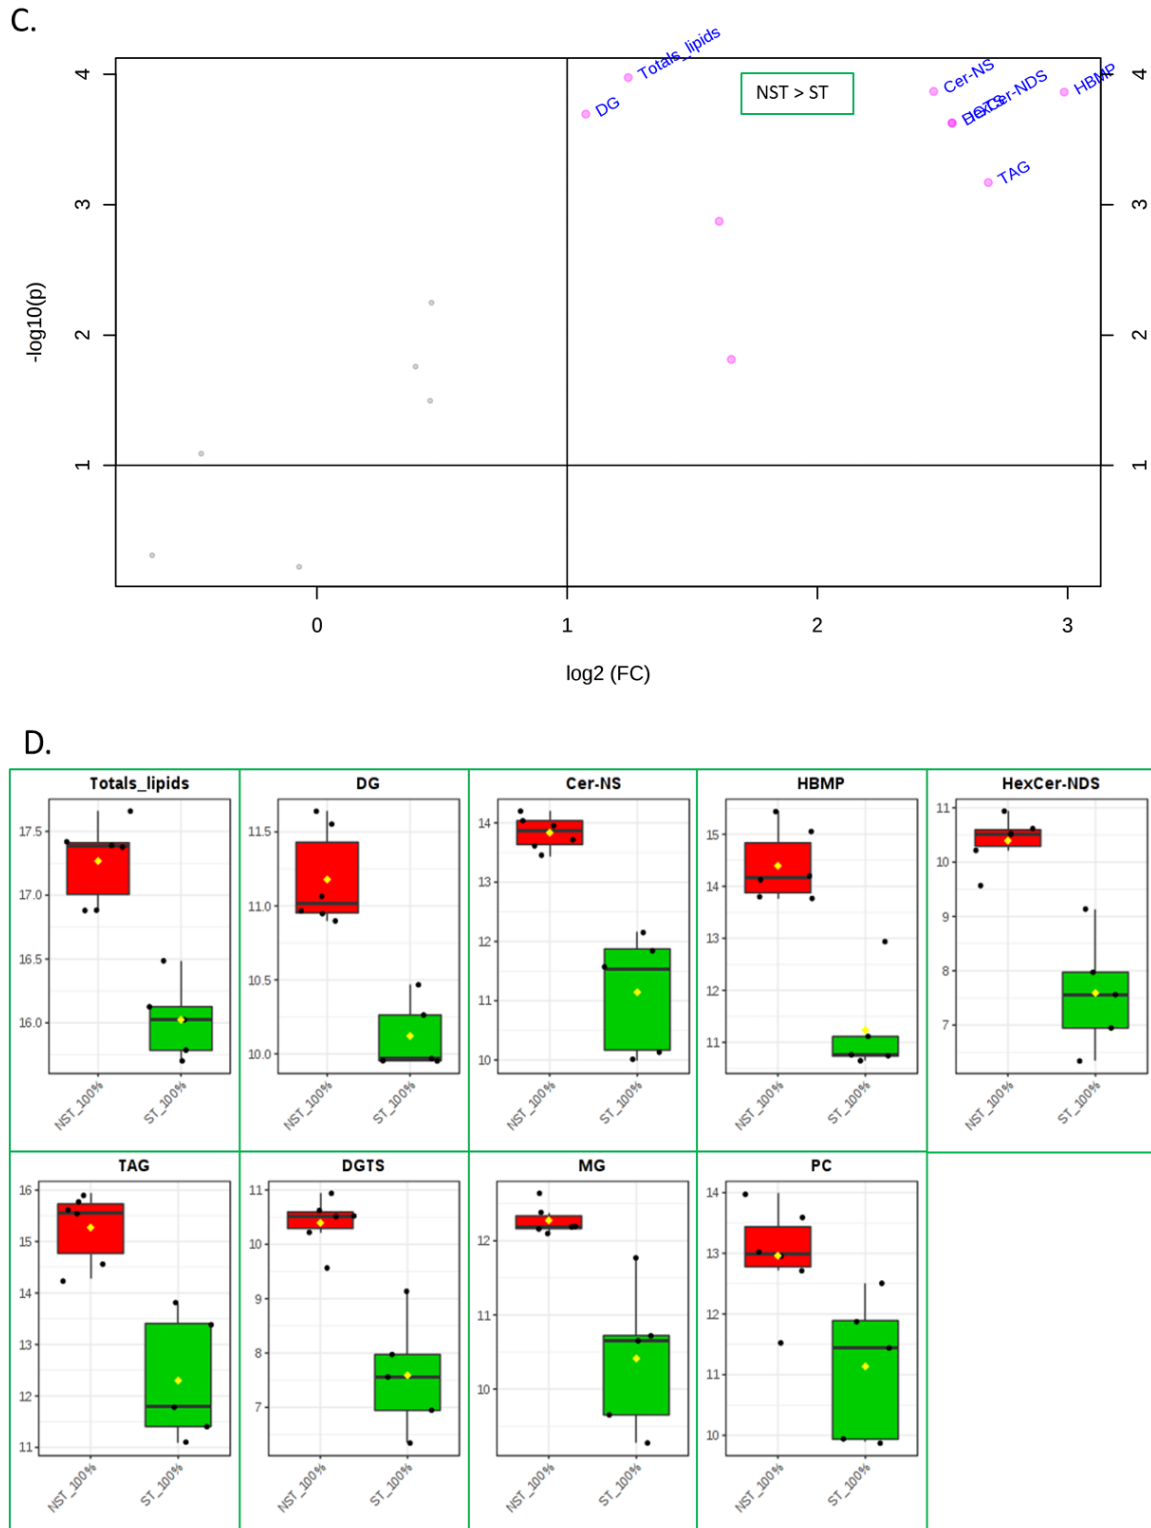 C.
4
3
2
1
-log10(p)
Totals_lipids
DG
NST > ST
Cer-NS
HexCer-NDS
DGTS
HBMP
TAG
4
3
2
1
0 1 2 3
log2 (FC)
D.
Totals_lipids
17.5
17.0
16.5
16.0
NST_100%
ST_100%
DG
11.5
11.0
10.5
10.0
NST_100%
ST_100%
Cer-NS
14
13
12
11
10
NST_100%
ST_100%
HBMP
15
14
13
12
11
NST_100%
ST_100%
HexCer-NDS
11
10
9
8
7
NST_100%
ST_100%
TAG
16
15
14
13
12
11
NST_100%
ST_100%
DGTS
11
10
9
8
7
NST_100%
ST_100%
MG
12
11
10
NST_100%
ST_100%
PC
14
13
12
11
10
NST_100%
ST_100%